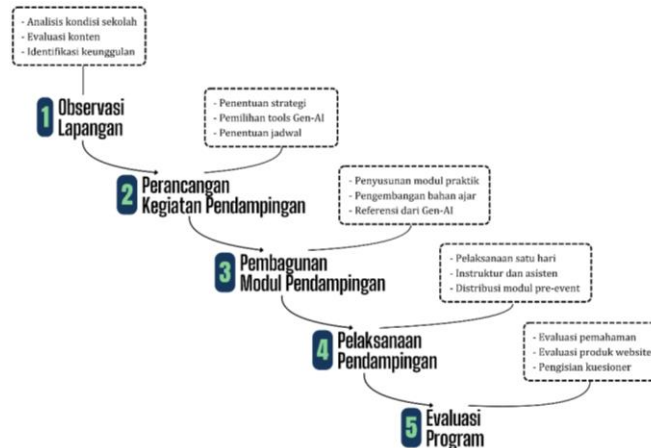 - Analisis kondisi sekolah
- Evaluasi konten
- Identifikasi keunggulan
1 Observasi
Lapangan
- Penentuan strategi
- Pemilihan tools Gen-AI
- Penentuan jadwal
2 Perancangan
Kegiatan Pendampingan
- Penyusunan modul praktik
- Pengembangan bahan ajar
- Referensi dari Gen-AI
3 Pembagunan
Modul Pendampingan
- Pelaksanaan satu hari
- Instruktur dan asisten
- Distribusi modul pre-event
4 Pelaksanaan
Pendampingan
- Evaluasi pemahaman
- Evaluasi produk website
- Pengisian kuesioner
5 Evaluasi
Program